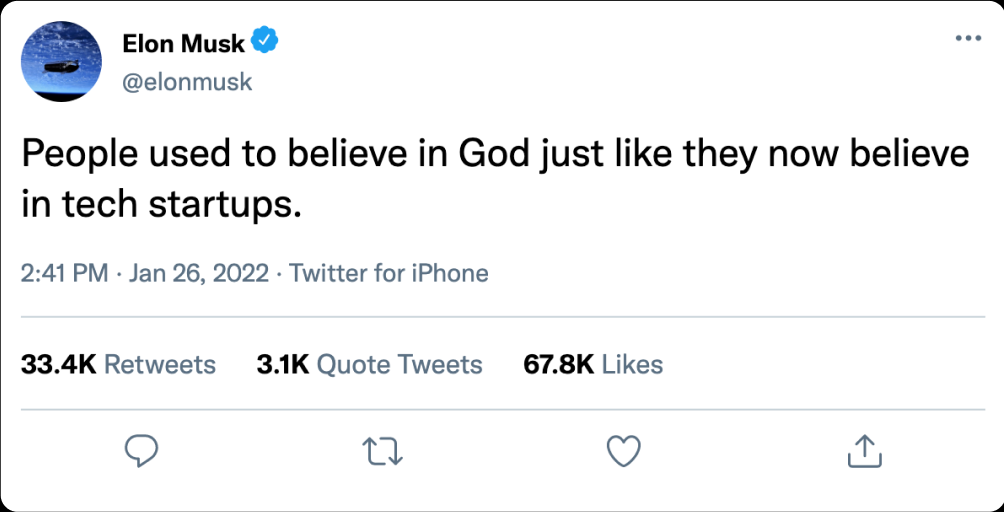 Elon Musk
@elonmusk
People used to believe in God just like they now believe
in tech startups.
2:41 PM · Jan 26, 2022 · Twitter for iPhone
33.4K Retweets 3.1K Quote Tweets 67.8K Likes